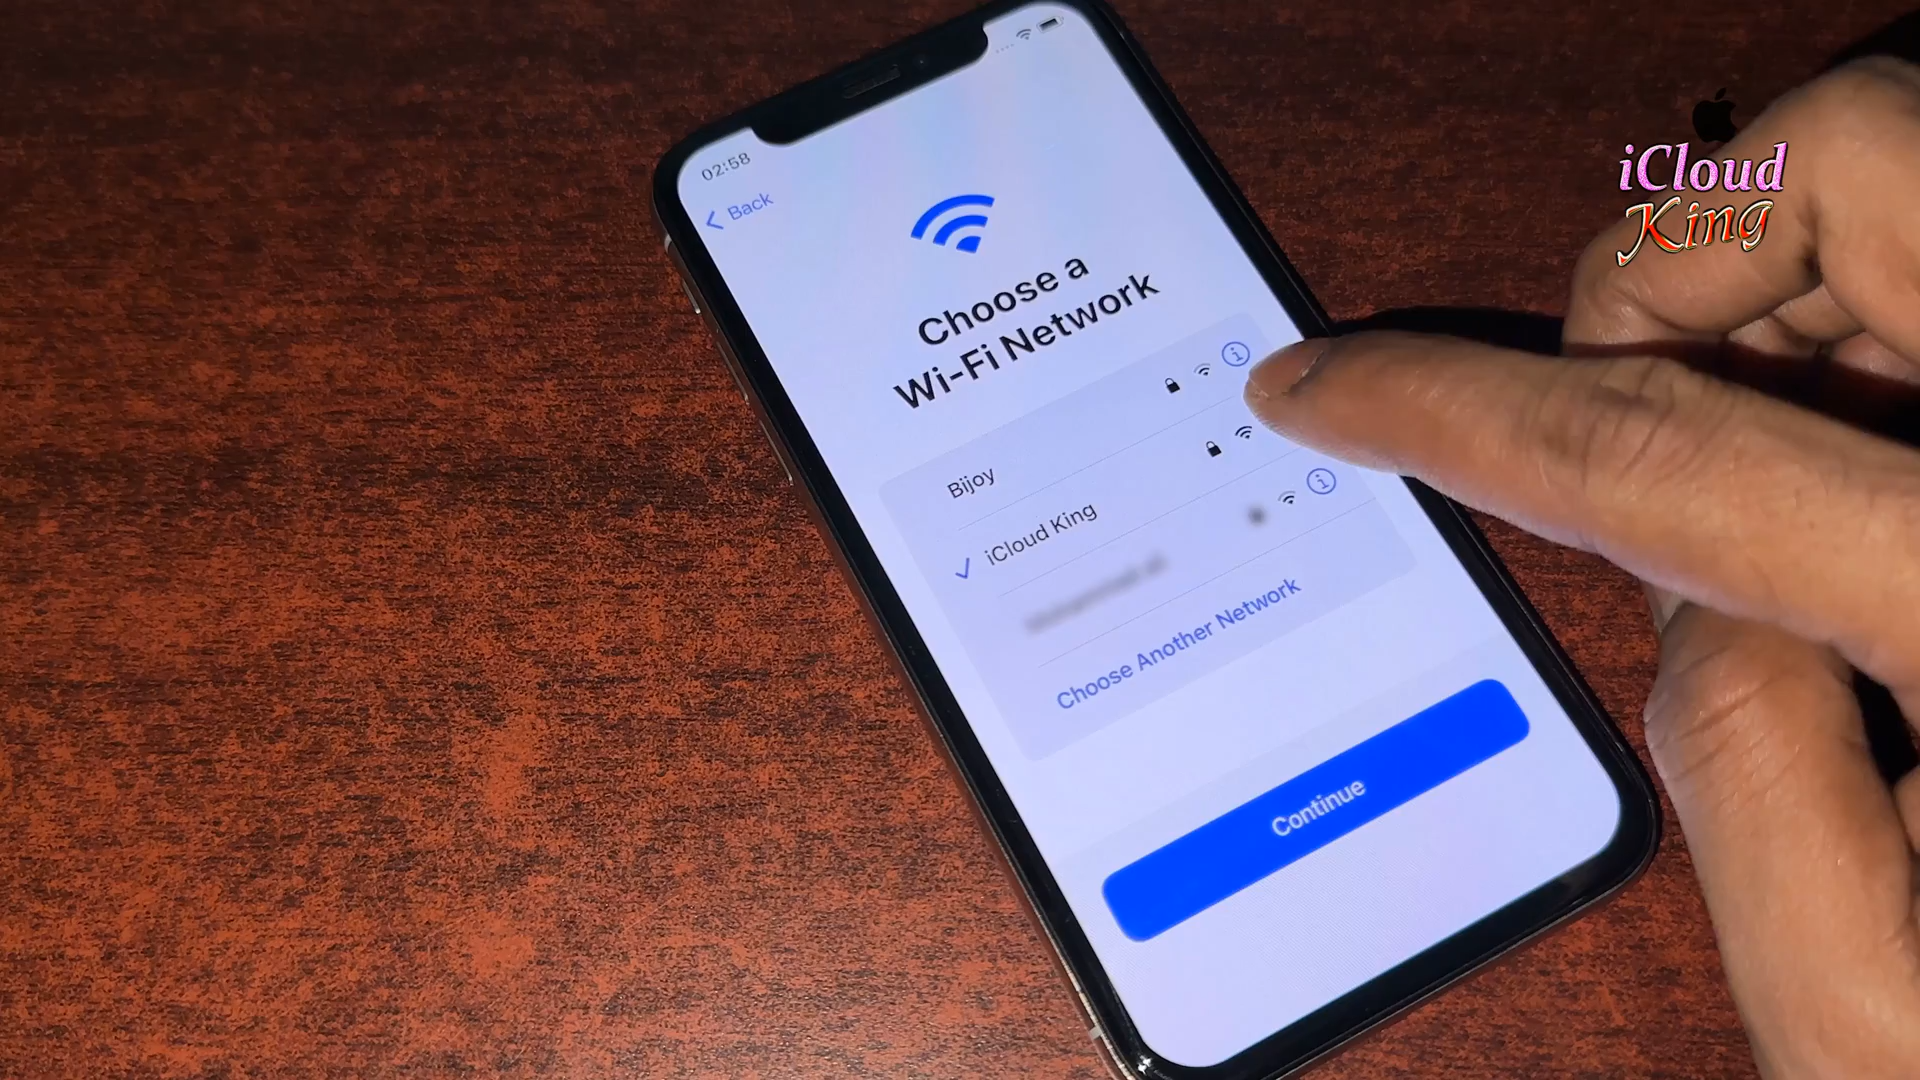 iCloud
King
02:58
Back
Choose a
Wi-Fi Network
Bijoy
iCloud King
Choose Another Network
Continue